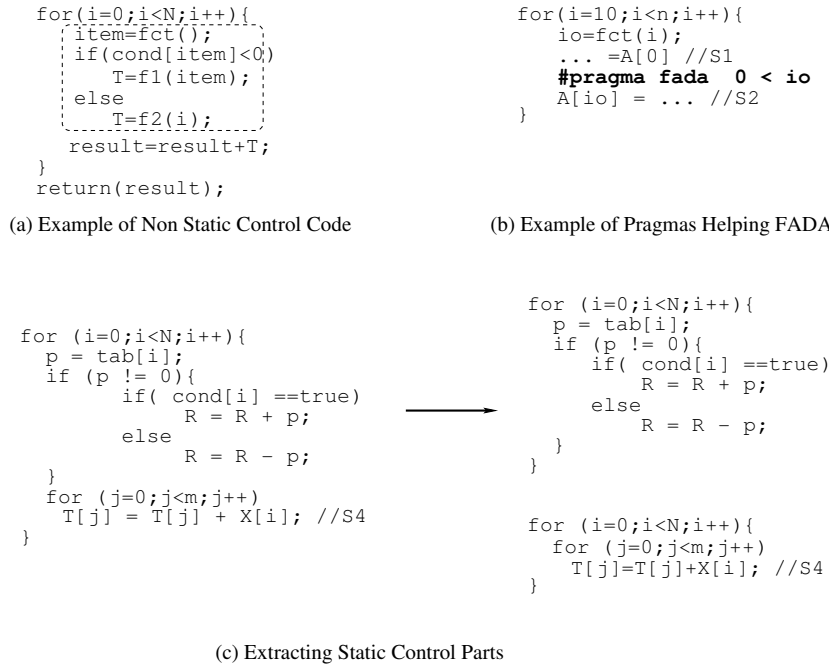 for(i=0;i<N;i++){
item=fct();
if(cond[item]<0)
T=f1(item);
else
T=f2(i);
result=result+T;
}
return(result);
(a) Example of Non Static Control Code
for(i=10;i<n;i++){
io=fct(i);
... =A[0] //S1
#pragma fada 0 < io
A[io] = ... //S2
}
(b) Example of Pragmas Helping FADA
for (i=0;i<N;i++){
p = tab[i];
if (p != 0){
if( cond[i] ==true)
R = R + p;
else
R = R - p;
}
for (j=0;j<m;j++)
T[j] = T[j] + X[i]; //S4
}
for (i=0;i<N;i++){
p = tab[i];
if (p != 0){
if( cond[i] ==true)
R = R + p;
else
R = R - p;
}
}
for (i=0;i<N;i++){
for (j=0;j<m;j++)
T[j]=T[j]+X[i]; //S4
}
(c) Extracting Static Control Parts